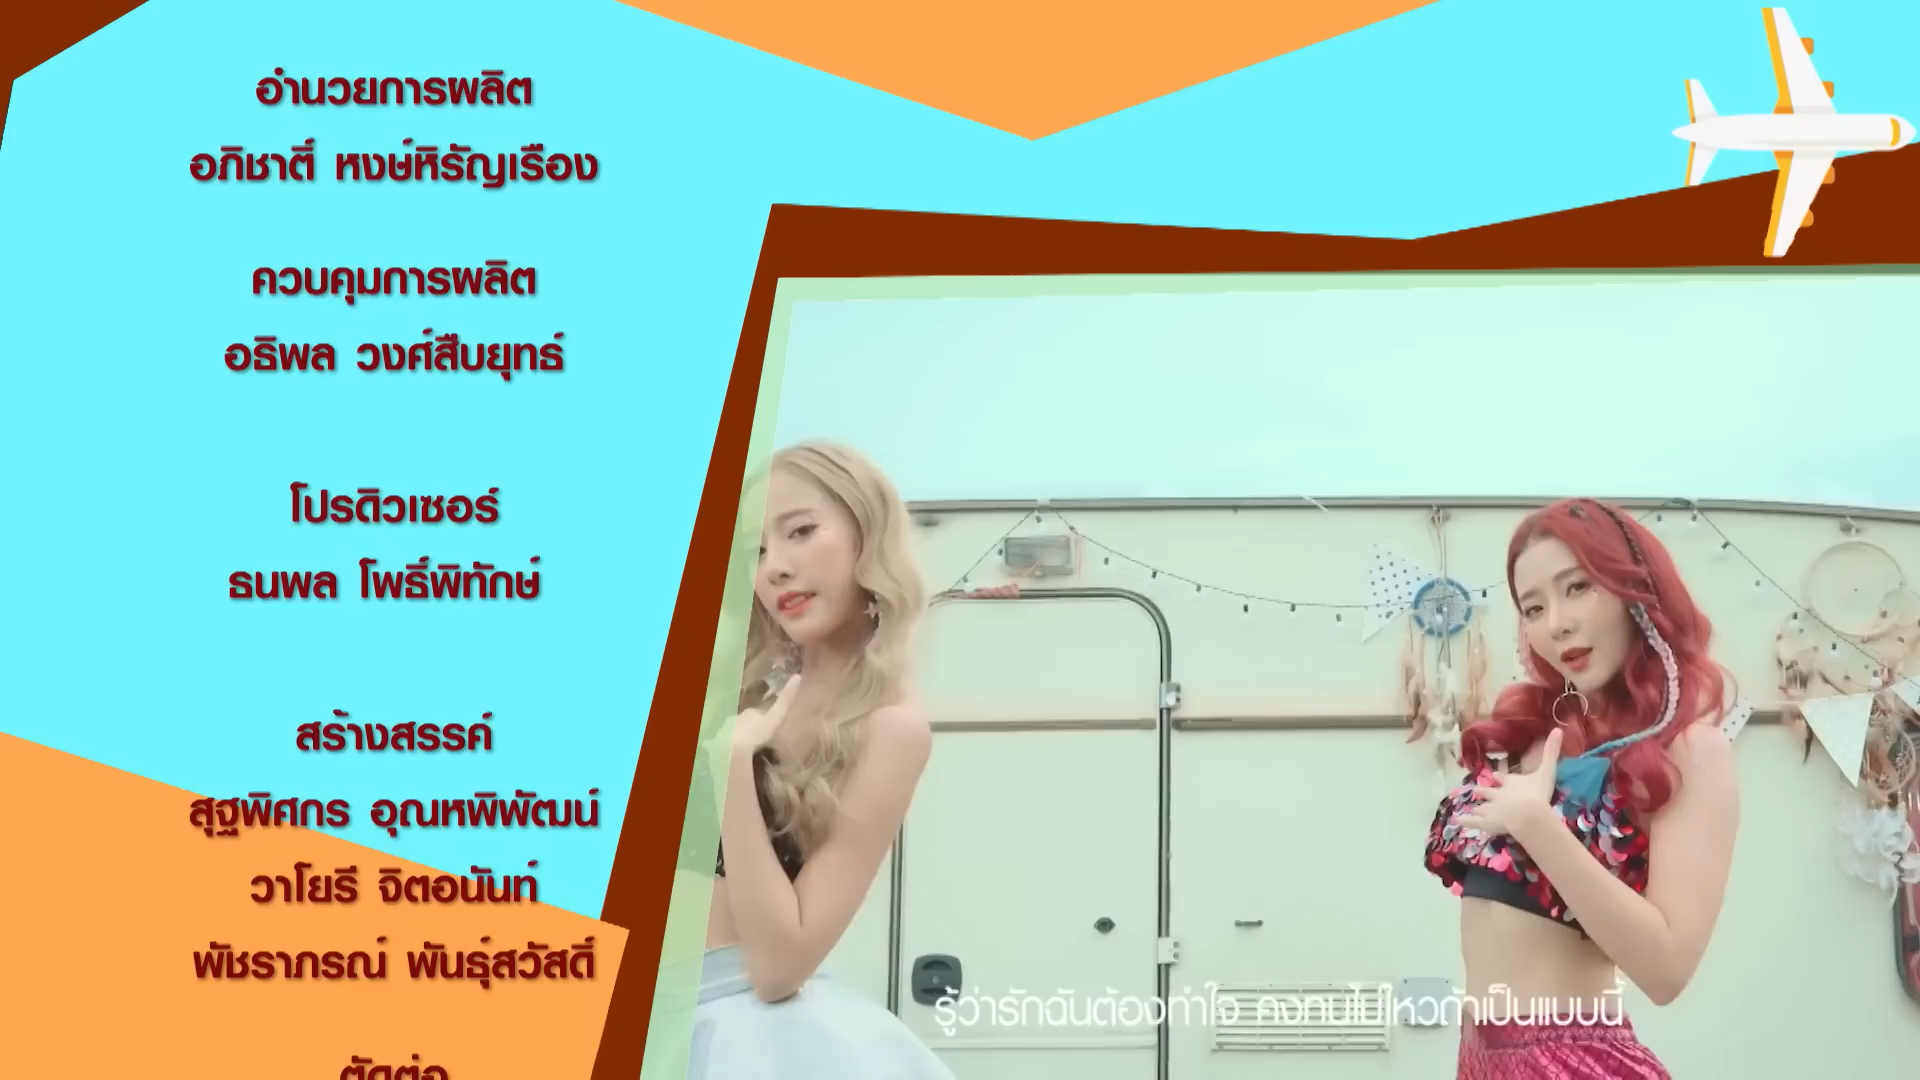 อำนวยการผลิต
อภิชาติ์ หงษ์หิรัญเรือง
ควบคุมการผลิต
อธิพล วงศ์สืบยุทธ์
โปรดิวเซอร์
ธนพล โพธิ์พิทักษ์
สร้างสรรค์
สุฐพิศกร อุณหพิพัฒน์
วาโยรี จิตอนันท์
พัชราภรณ์ พันธุ์สวัสดิ์
ตัดต่อ
รู้ว่ารักฉันต้องทำใจ คงทนไม่ไหวถ้าเป็นแบบนี้